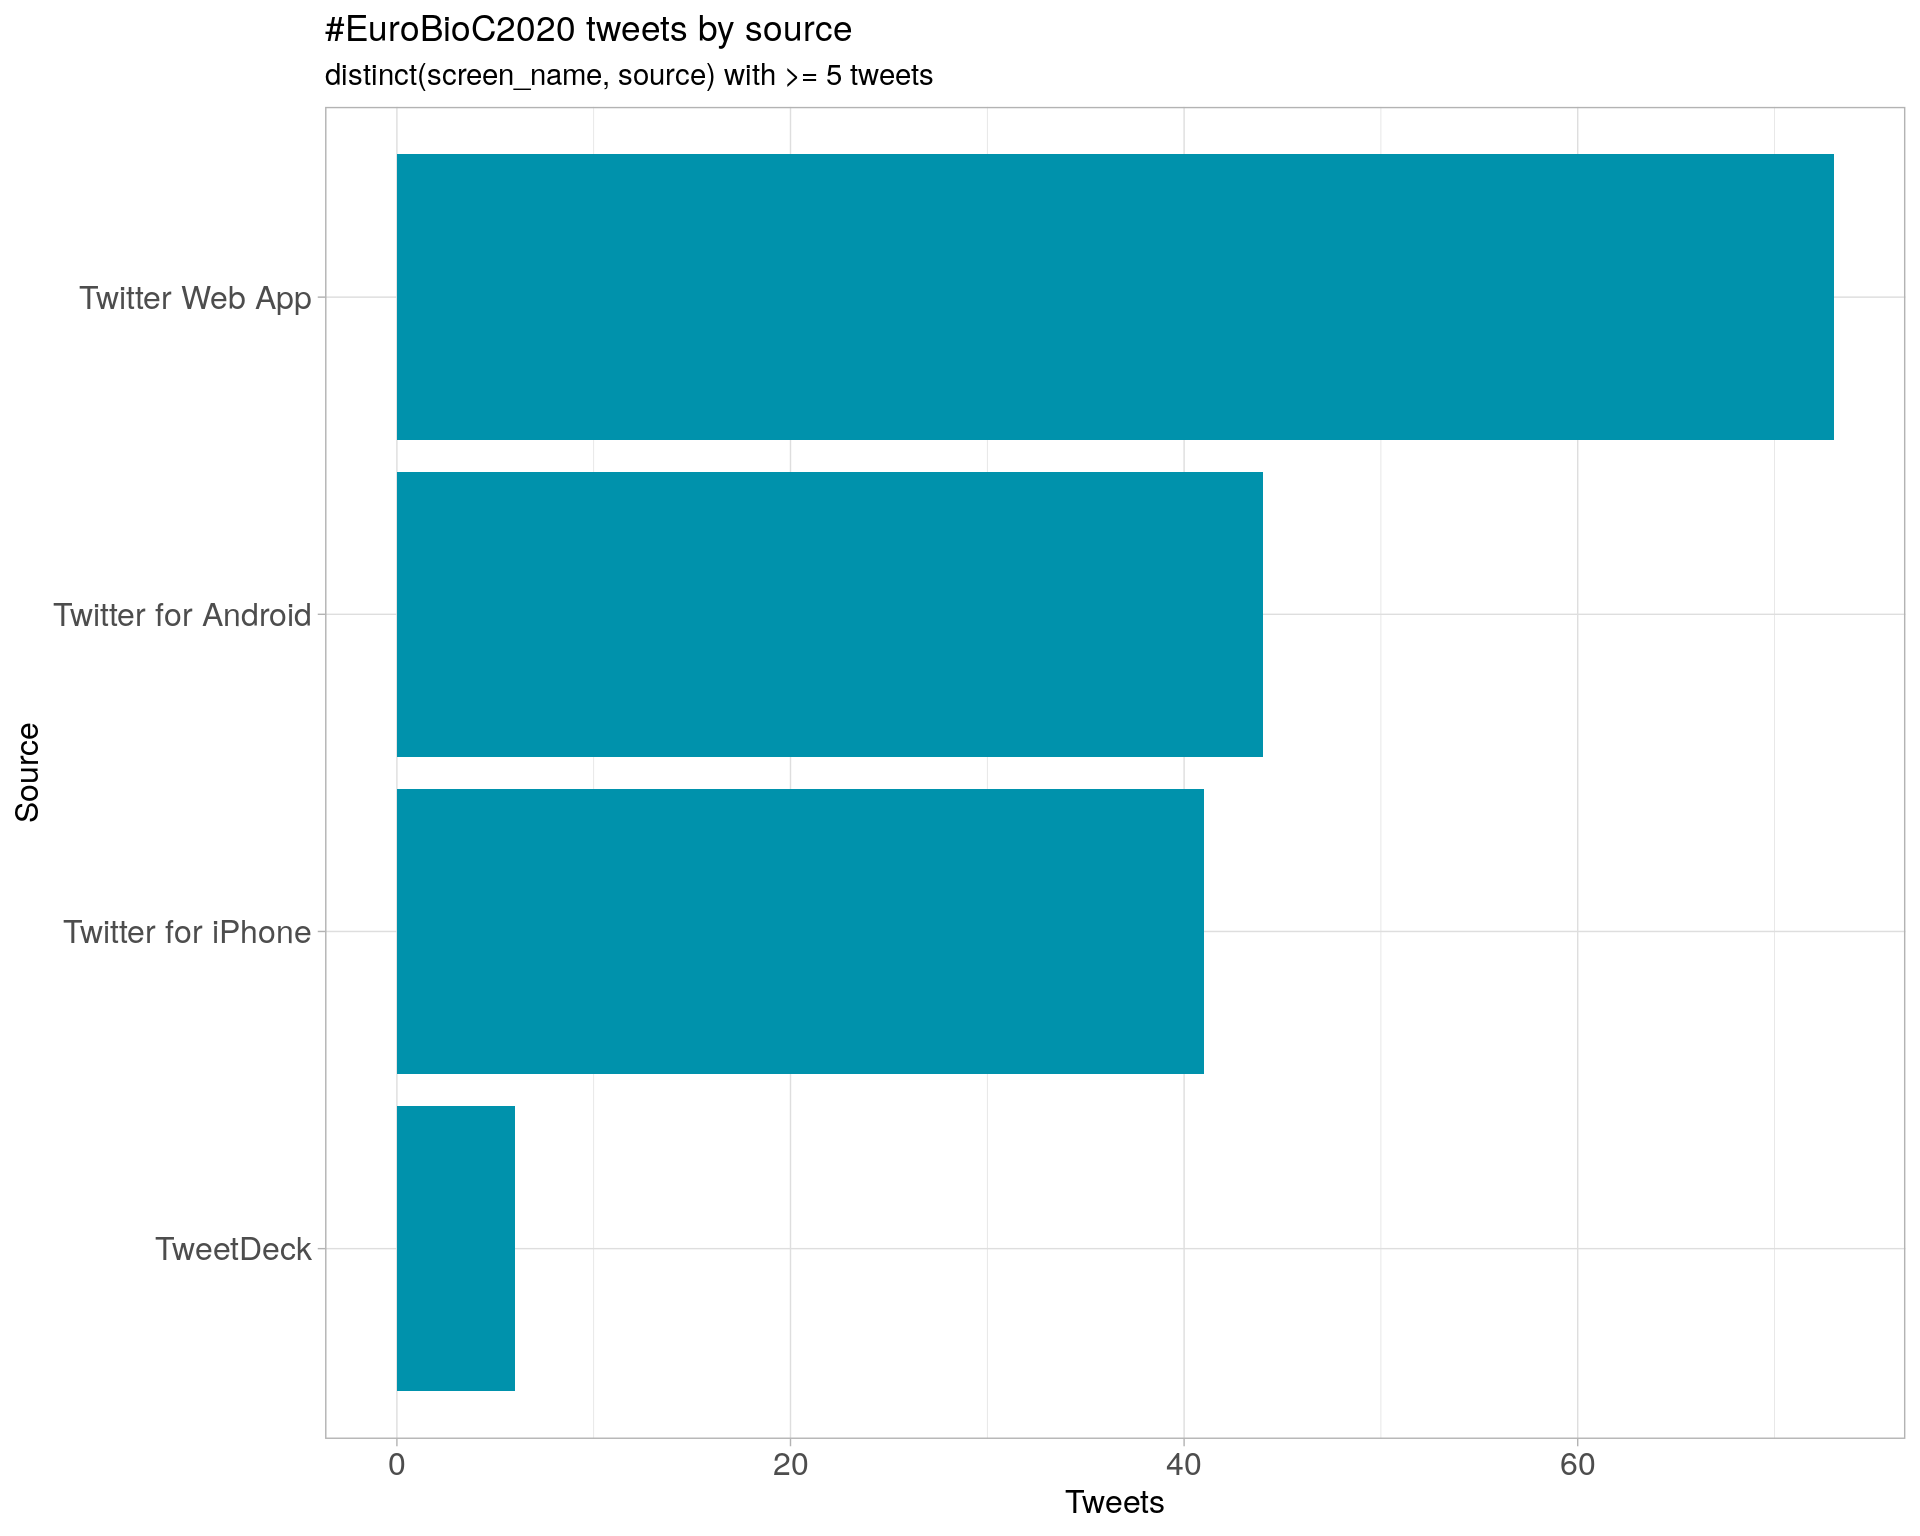 #EuroBioC2020 tweets by source
distinct(screen_name, source) with >= 5 tweets
Source
Twitter Web App
Twitter for Android
Twitter for iPhone
TweetDeck
0 20 40 60
Tweets